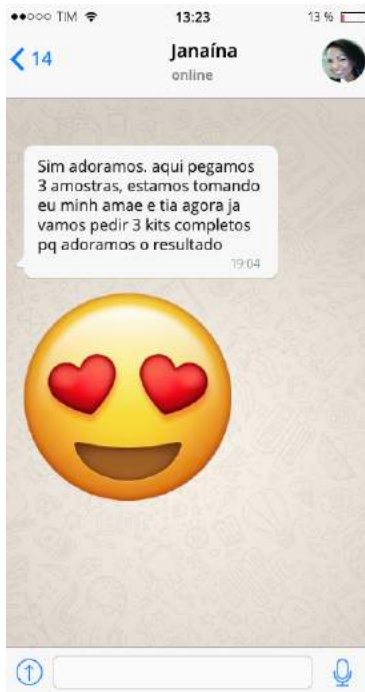 TIM 13:23 13 %
14 Janaína
online
Sim adoramos. aqui pegamos
3 amostras, estamos tomando
eu minh amae e tia agora ja
vamos pedir 3 kits completos
pq adoramos o resultado
19:04